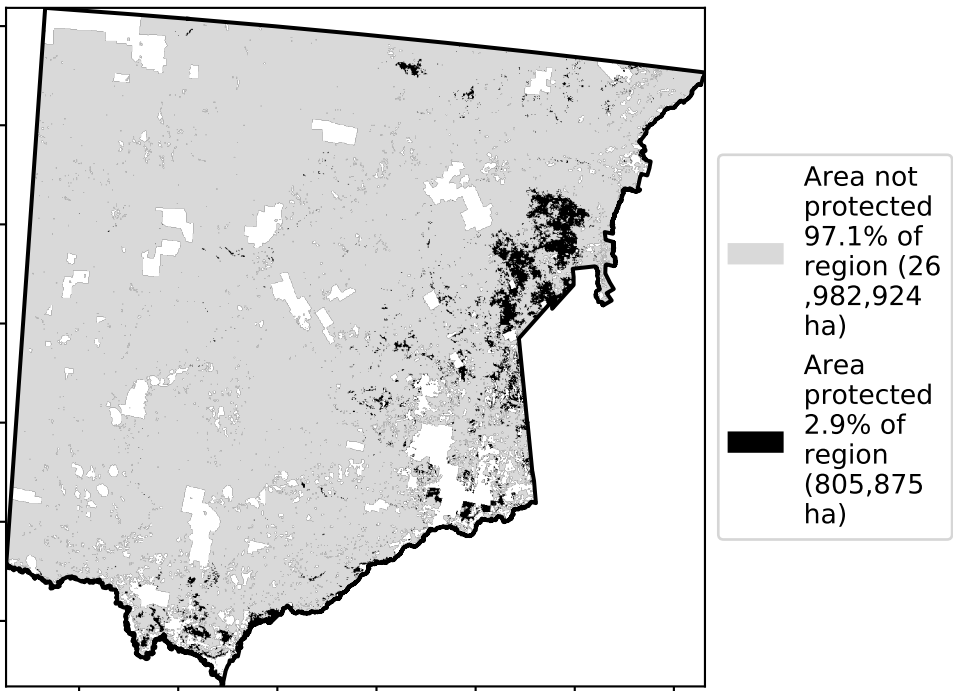 Area not
protected
97.1% of
region (26
,982,924
ha)
Area
protected
2.9% of
region
(805,875
ha)